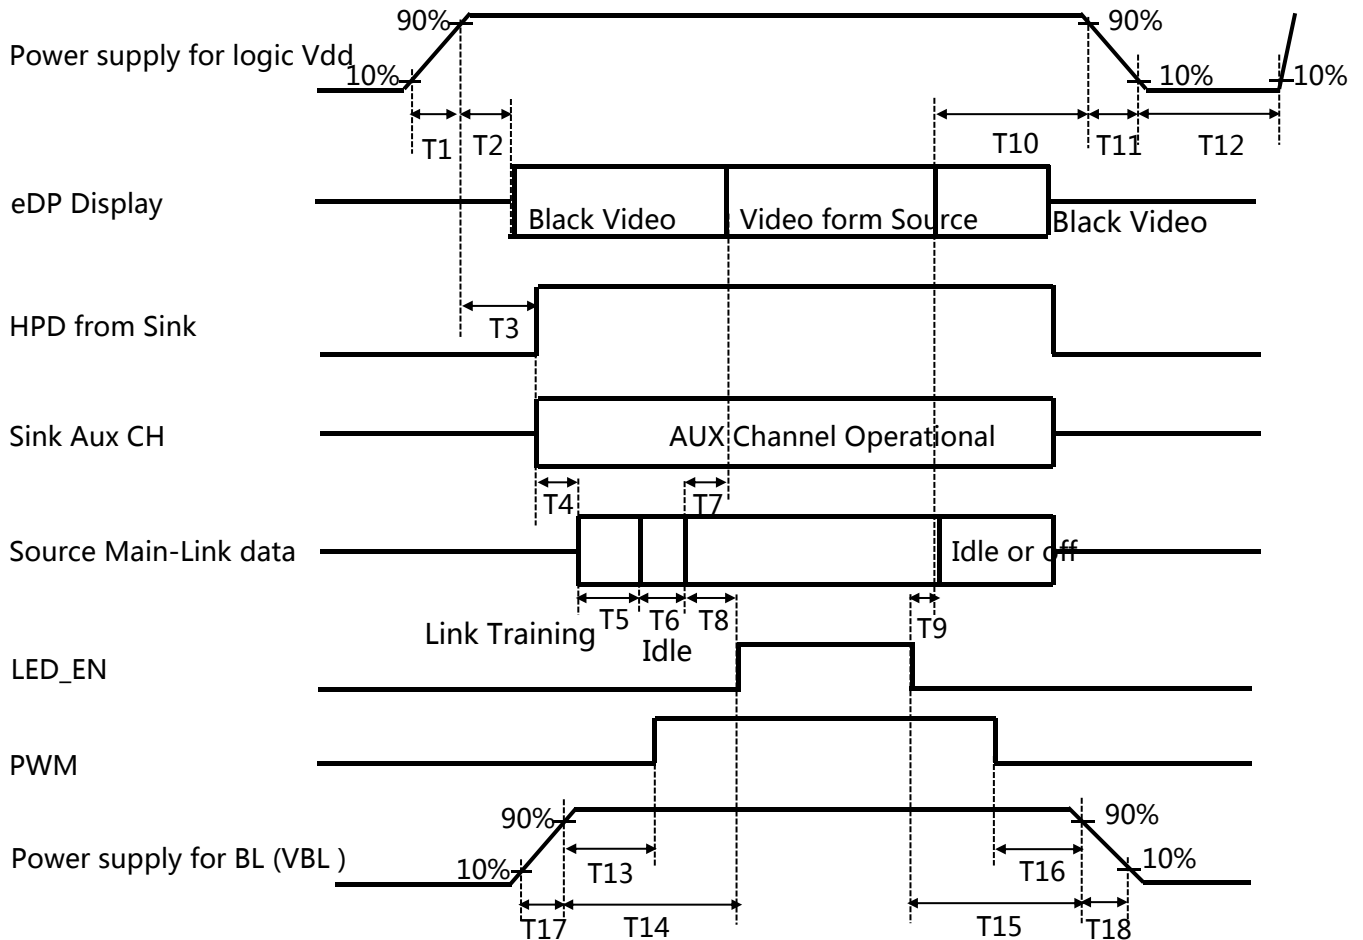 90%
90%
Power supply for logic Vdd
10%
10%
10%
T1
T2
T10
T11
T12
eDP Display
Black Video
Video form Source
Black Video
HPD from Sink
T3
Sink Aux CH
AUX Channel Operational
T4
T7
Source Main-Link data
Idle or off
T5
T6
T8
T9
Link Training
Idle
LED_EN
PWM
90%
90%
Power supply for BL (VBL )
10%
10%
T13
T16
T17
T14
T15
T18